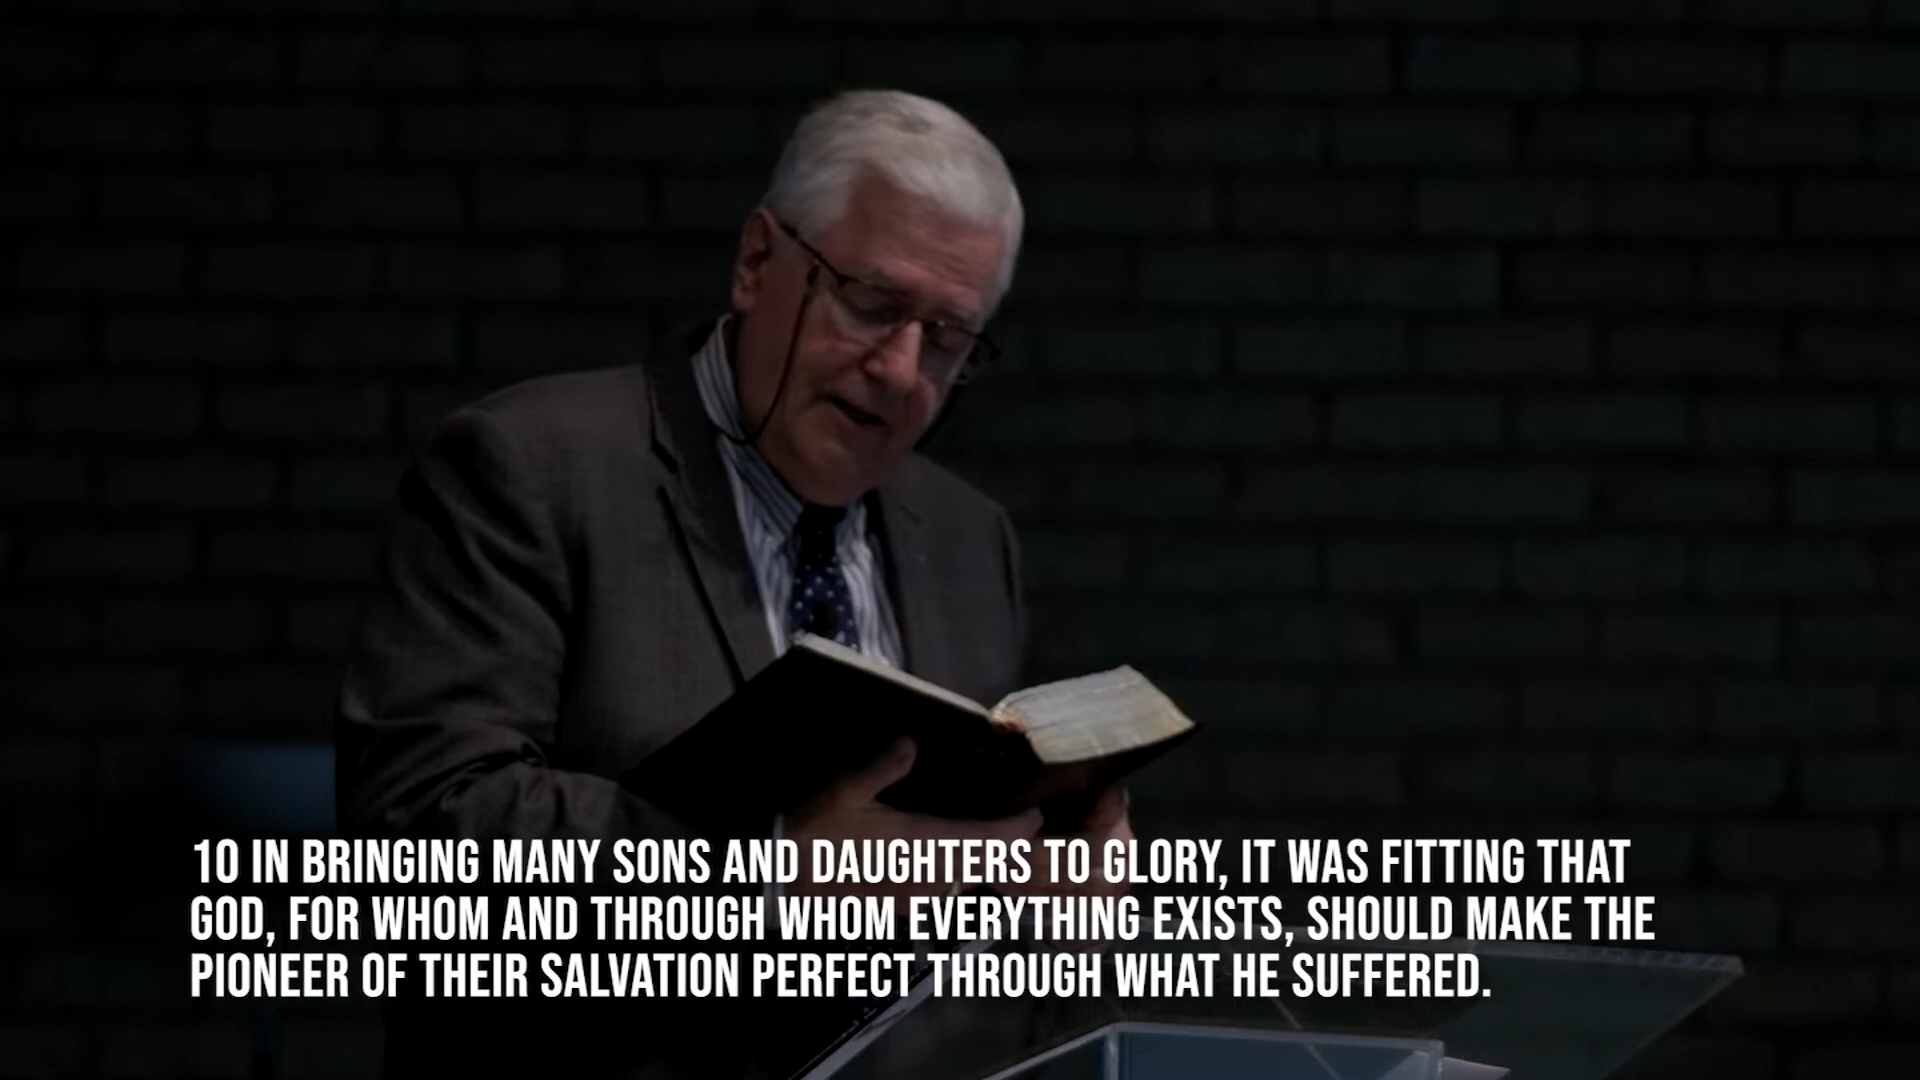 10 IN BRINGING MANY SONS AND DAUGHTERS TO GLORY, IT WAS FITTING THAT
GOD, FOR WHOM AND THROUGH WHOM EVERYTHING EXISTS, SHOULD MAKE THE
PIONEER OF THEIR SALVATION PERFECT THROUGH WHAT HE SUFFERED.